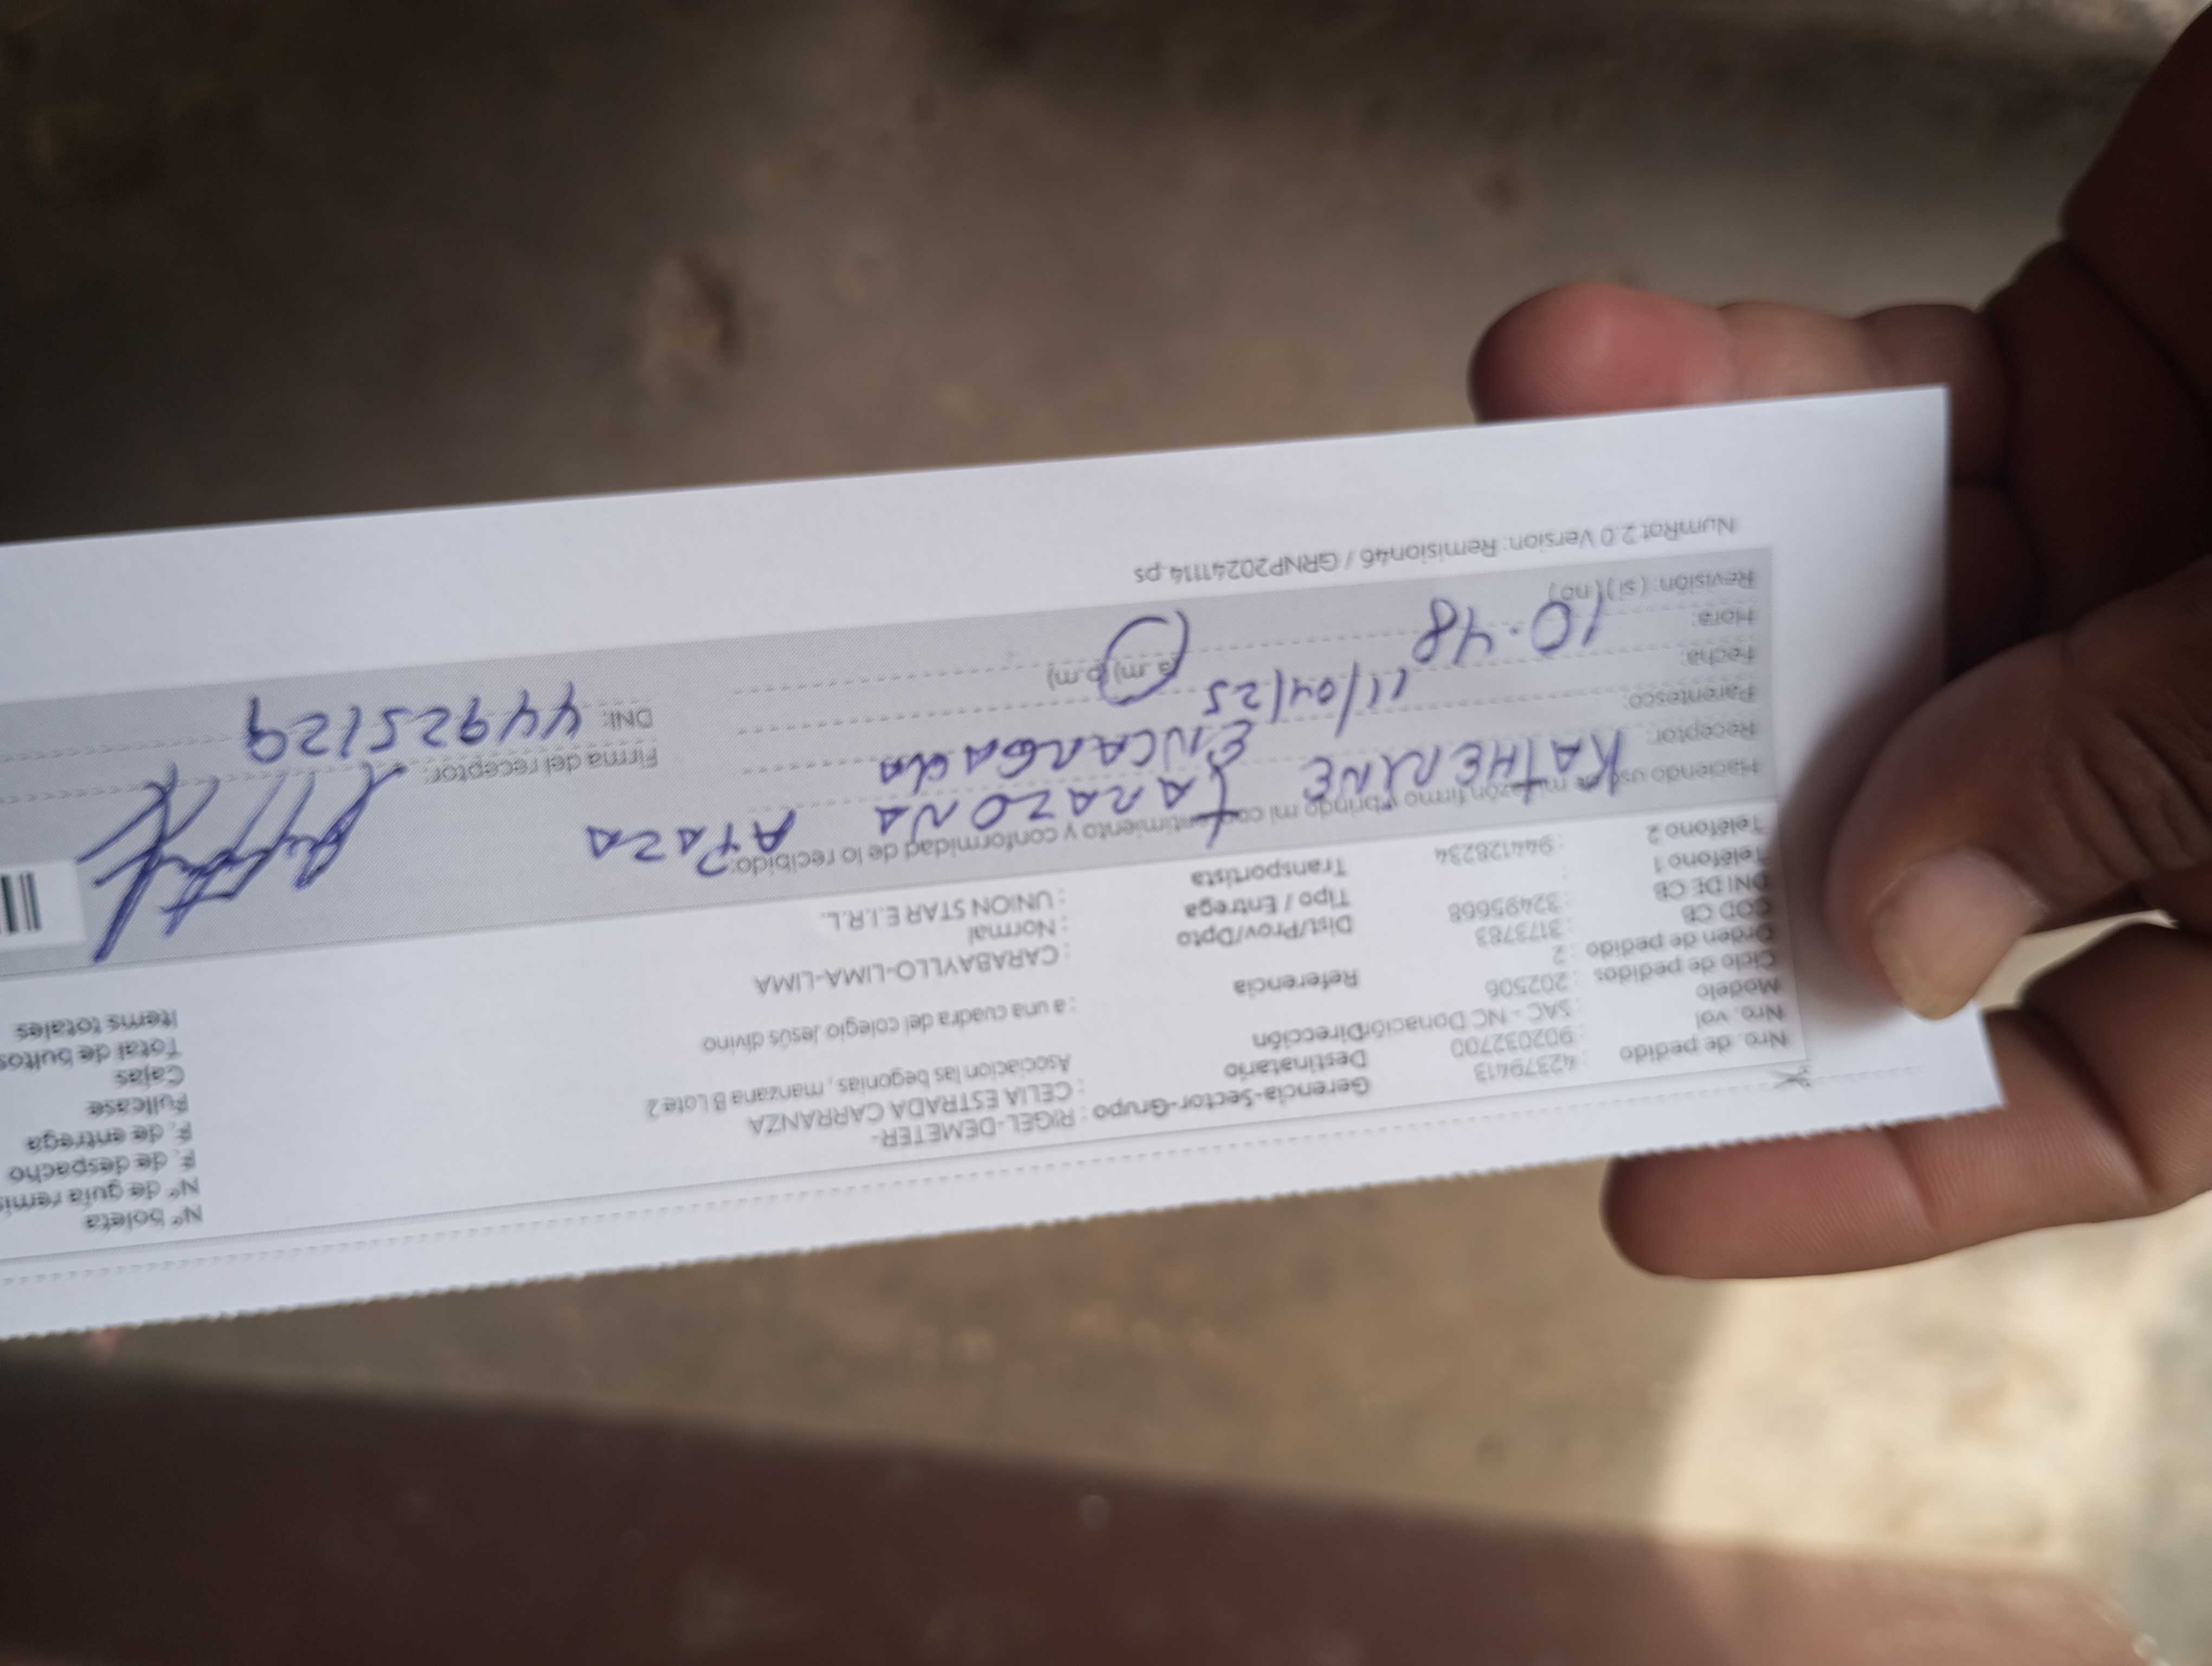 Nro. de pedido : 42379413
Nro. vol : 902032700
Modelo : SAC - NC Donación
Ciclo de pedidos : 202506
Orden de pedido : 2
COD CB : 3173783
DNI DE CB : 32495668
Teléfono 1 :
Teléfono 2 : 944128234
Gerencia-Sector-Grupo : RIGEL-DEMETER-
Destinatario : CELIA ESTRADA CARRANZA
Dirección Asociacion las begonias, manzana B Lote 2
Referencia : a una cuadra del colegio Jesús divino
Dist/Prov/Dpto : CARABAYLLO-LIMA-LIMA
Tipo / Entrega : Normal
Transportista : UNION STAR E.I.R.L.
Nº boleta
Nº de guía remis
F. de despacho
F. de entrega
Fullcase
Cajas
Total de bultos
Items totales
Haciendo uso de mi razón firmo y brindo mi consentimiento y conformidad de lo recibido:
Receptor: KATHERINE TARAZONA APAZA
Parentesco: ENCARGADA
Fecha: 11/04/25
Hora: 10.48 (a.m) (p.m)
Revisión: (si) (no)
Firma del receptor:
DNI: 44925129
NumRot 2.0 Version: Remision46 / GRNP20241114.ps